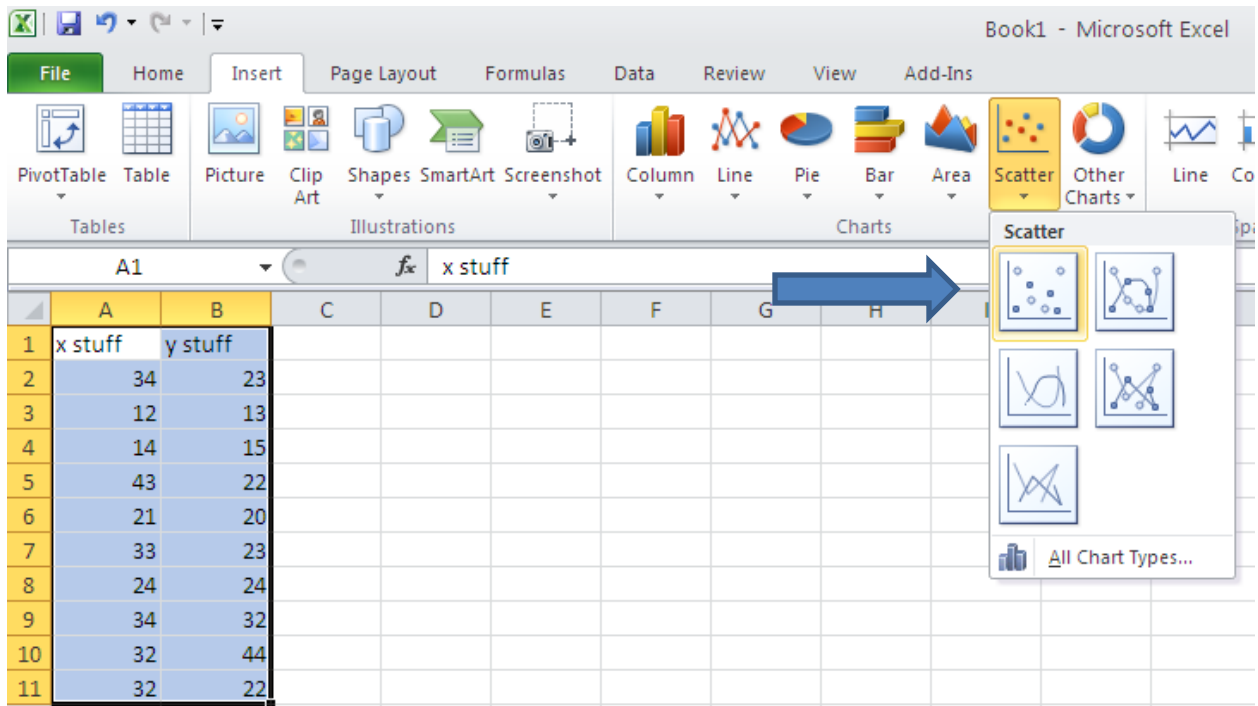 Book1 - Microsoft Excel
File Home Insert Page Layout Formulas Data Review View Add-Ins
PivotTable Table Picture Clip Art Shapes SmartArt Screenshot Column Line Pie Bar Area Scatter Other Charts Line
Tables Illustrations Charts
Scatter
A1 fx x stuff
A B C D E F G H
1 x stuff y stuff
2 34 23
3 12 13
4 14 15
5 43 22
6 21 20
7 33 23
8 24 24
9 34 32
10 32 44
11 32 22
All Chart Types...